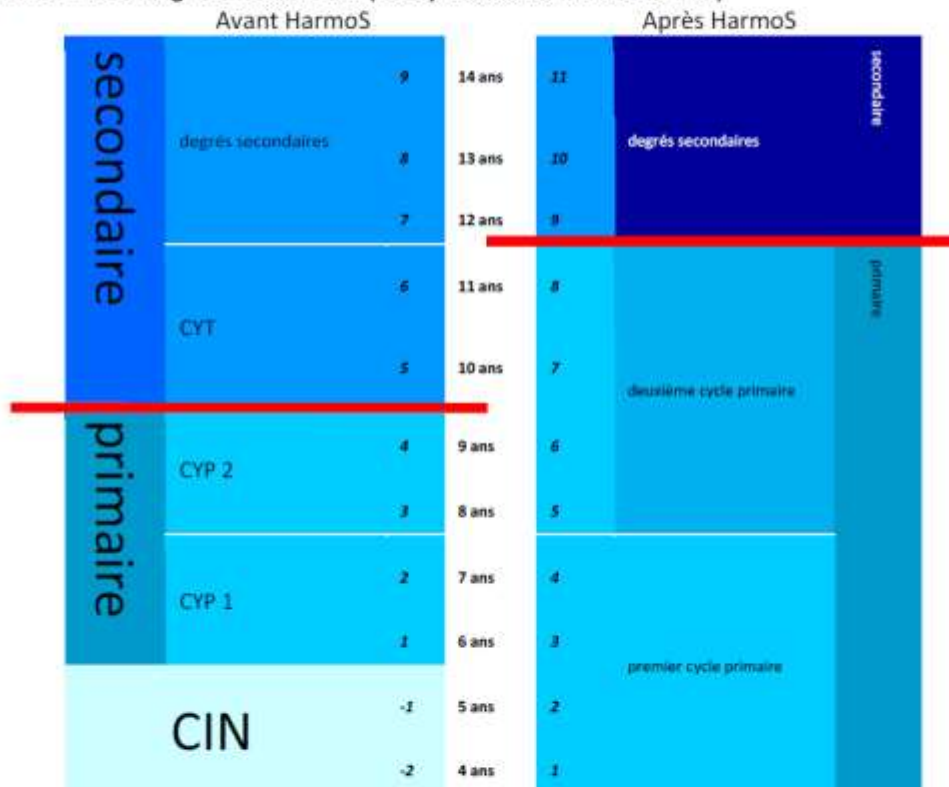 Avant HarmoS
Après HarmoS
secondaire
9
14 ans
11
secondaire
degrés secondaires
degrés secondaires
8
13 ans
10
7
12 ans
9
primaire
6
11 ans
8
CYT
5
10 ans
7
deuxième cycle primaire
primaire
4
9 ans
6
CYP 2
3
8 ans
5
2
7 ans
4
CYP 1
1
6 ans
3
premier cycle primaire
-1
5 ans
2
CIN
-2
4 ans
1